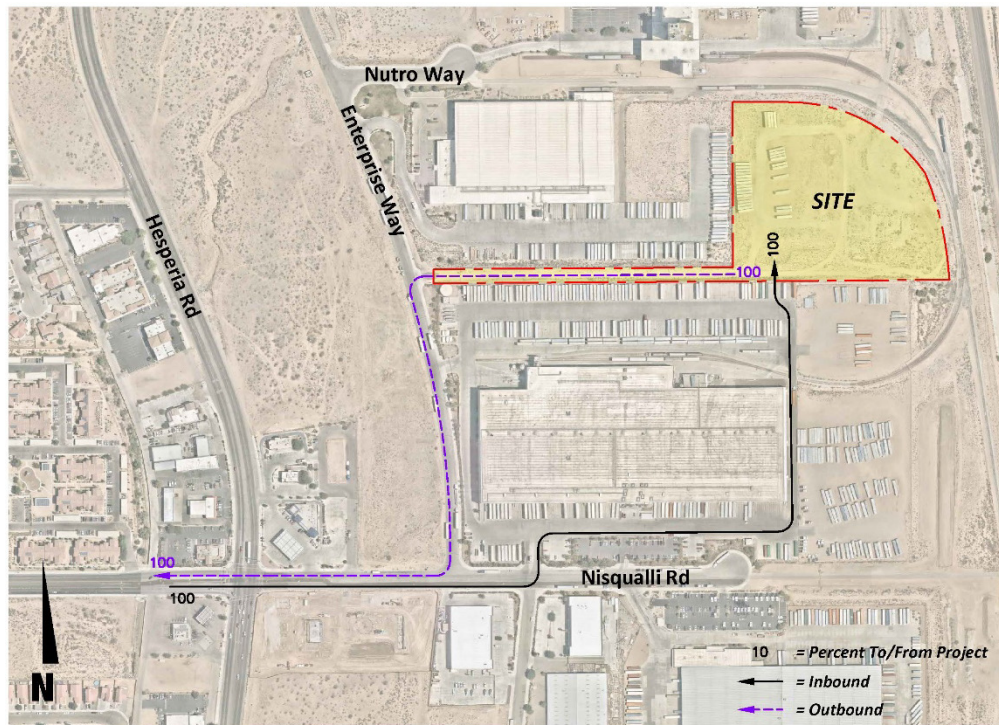 Nutro Way
Enterprise Way
Hesperia Rd
SITE
100
100
100
100
Nisqualli Rd
N
10 = Percent To/From Project
= Inbound
= Outbound